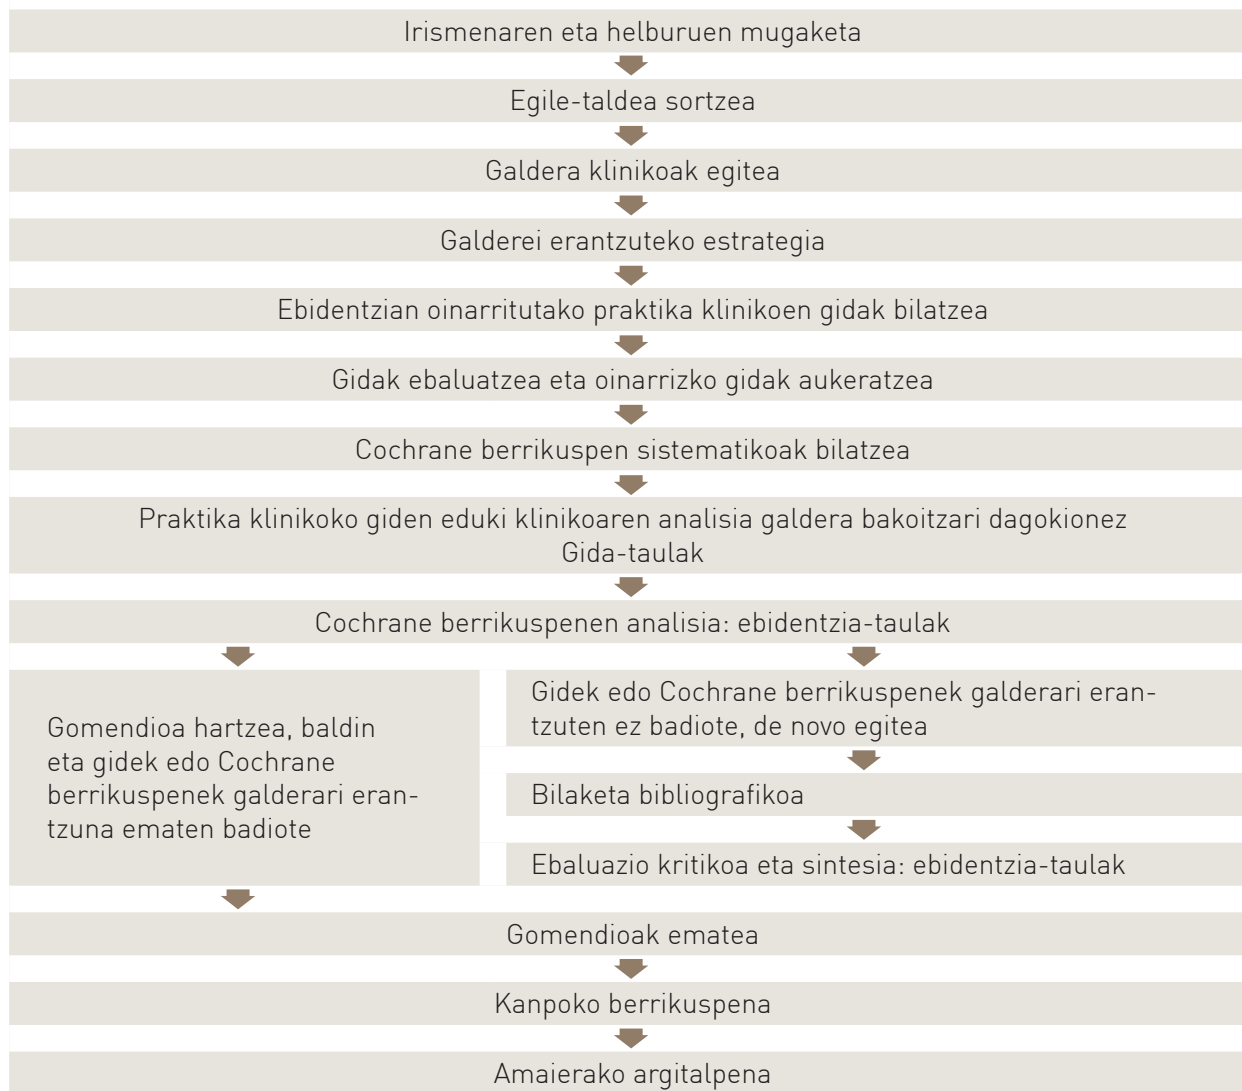 Irismenaren eta helburuen mugaketa
Egile-taldea sortzea
Galdera klinikoak egitea
Galderei erantzuteko estrategia
Ebidentzian oinarritutako praktika klinikoen gidak bilatzea
Gidak ebaluatzea eta oinarrizko gidak aukeratzea
Cochrane berrikuspen sistematikoak bilatzea
Praktika klinikoko giden eduki klinikoaren analisia galdera bakoitzari dagokionez
Gida-taulak
Cochrane berrikuspenen analisia: ebidentzia-taulak
Gomendioa hartzea, baldin
eta gidek edo Cochrane
berrikuspenek galderari eran-
tzuna ematen badiote
Gidek edo Cochrane berrikuspenek galderari eran-
tzuten ez badiote, de novo egitea
Bilaketa bibliografikoa
Ebaluazio kritikoa eta sintesia: ebidentzia-taulak
Gomendioak ematea
Kanpoko berrikuspena
Amaierako argitalpena